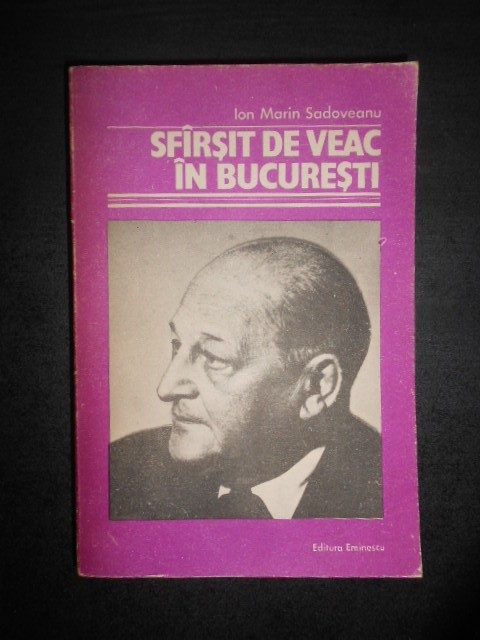 Ion Marin Sadoveanu
SFÎRȘIT DE VEAC
ÎN BUCUREȘTI
Editura Eminescu